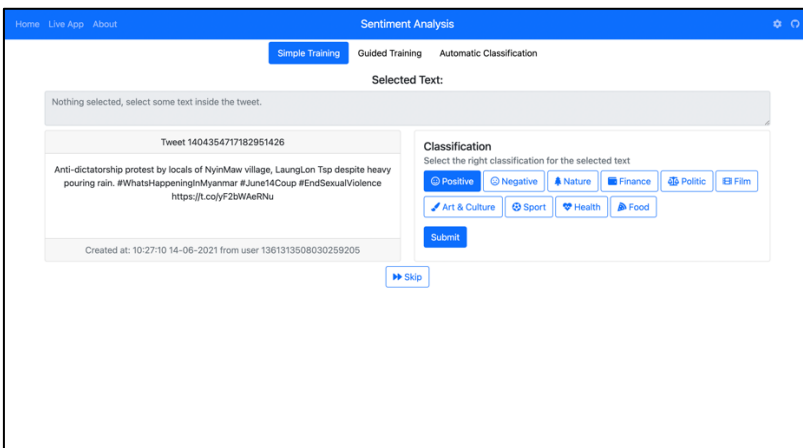 Home Live App About Sentiment Analysis
Simple Training Guided Training Automatic Classification
Selected Text:
Nothing selected, select some text inside the tweet.
Tweet 1404354717182951426
Anti-dictatorship protest by locals of NyinMaw village, LaungLon Tsp despite heavy
pouring rain. #WhatsHappeningInMyanmar #June14Coup #EndSexualViolence
https://t.co/yF2bWAeRNu
Created at: 10:27:10 14-06-2021 from user 1361313508030259205
Classification
Select the right classification for the selected text
Positive Negative Nature Finance Politic Film
Art & Culture Sport Health Food
Submit
Skip